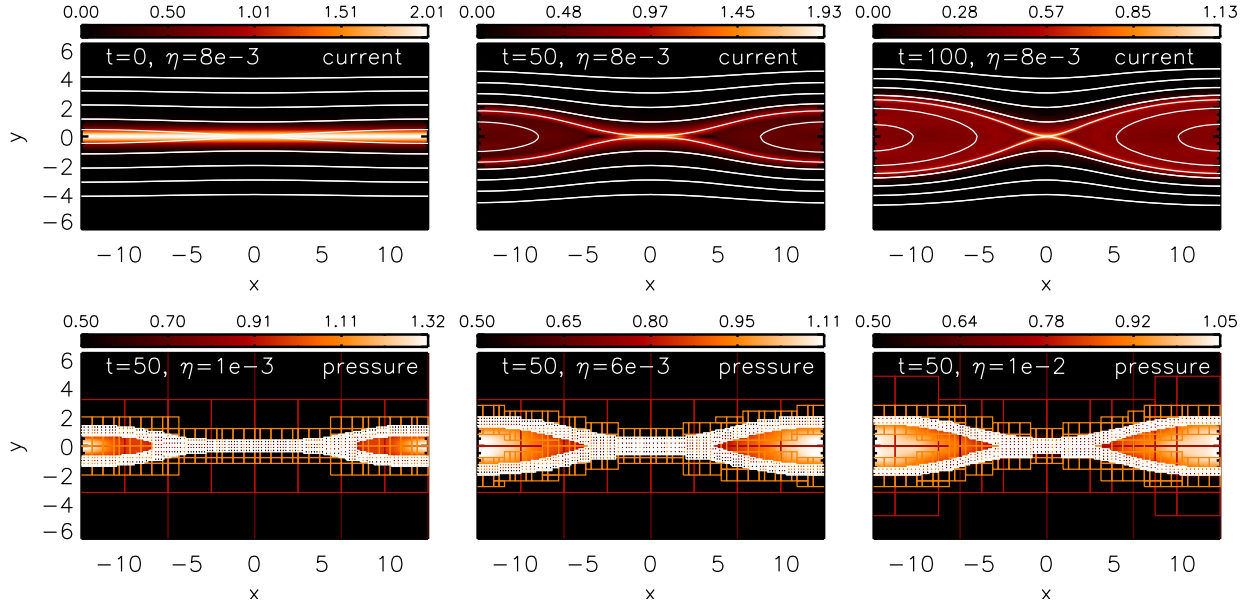 0.00 0.50 1.01 1.51 2.01
0.00 0.48 0.97 1.45 1.93
0.00 0.28 0.57 0.85 1.13
t=0, η=8e−3 current
t=50, η=8e−3 current
t=100, η=8e−3 current
y
6
4
2
0
−2
−4
−6
−10 −5 0 5 10
−10 −5 0 5 10
−10 −5 0 5 10
x
x
x
0.50 0.70 0.91 1.11 1.32
0.50 0.65 0.80 0.95 1.11
0.50 0.64 0.78 0.92 1.05
t=50, η=1e−3 pressure
t=50, η=6e−3 pressure
t=50, η=1e−2 pressure
y
6
4
2
0
−2
−4
−6
−10 −5 0 5 10
−10 −5 0 5 10
−10 −5 0 5 10
x
x
x